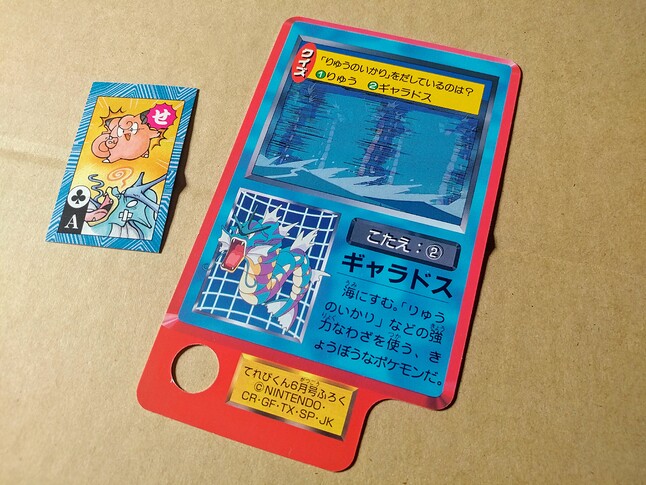 せ
A
クイズ
「りゅうのいかり」をだしているのは?
①りゅう ②ギャラドス
こたえ:②
ギャラドス
海にすむ。「りゅう
のいかり」などの強
力なわざを使う、き
ょうぼうなポケモンだ。
てれびくん6月号ふろく
©NINTENDO・
CR・GF・TX・SP・JK